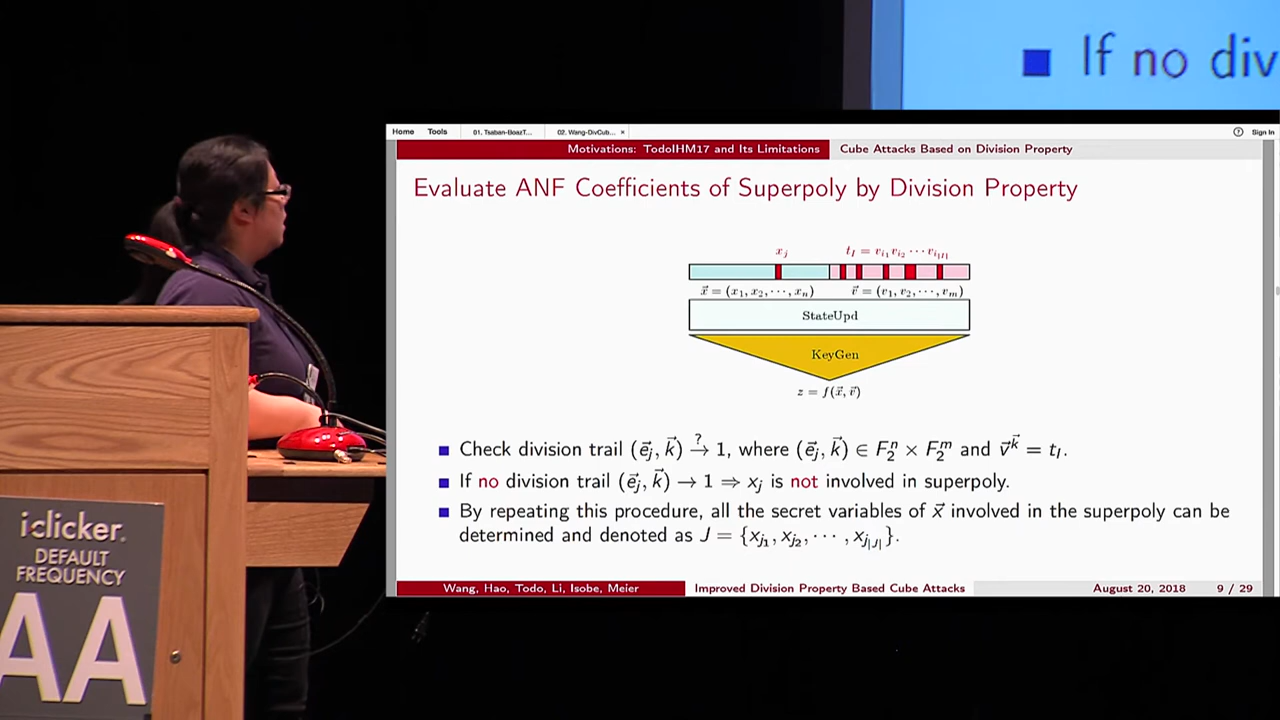 If no div
Home Tools 01. Tsaban-BoazT... 02. Wang-DivCub... × ? Sign In
Motivations: TodoIHM17 and Its Limitations Cube Attacks Based on Division Property
Evaluate ANF Coefficients of Superpoly by Division Property
x_j t_I = v_{i_1} v_{i_2} ⋯ v_{i_{|I|}}
x⃗ = (x_1, x_2, ⋯, x_n) v⃗ = (v_1, v_2, ⋯, v_m)
StateUpd
KeyGen
z = f(x⃗, v⃗)
■ Check division trail (e⃗_j, k⃗) →^? 1, where (e⃗_j, k⃗) ∈ F_2^n × F_2^m and v⃗^k⃗ = t_I.
■ If no division trail (e⃗_j, k⃗) → 1 ⇒ x_j is not involved in superpoly.
■ By repeating this procedure, all the secret variables of x⃗ involved in the superpoly can be
determined and denoted as J = {x_{j_1}, x_{j_2}, ⋯, x_{j_{|J|}}}.
Wang, Hao, Todo, Li, Isobe, Meier Improved Division Property Based Cube Attacks August 20, 2018 9 / 29
i>clicker.
DEFAULT
FREQUENCY
AA